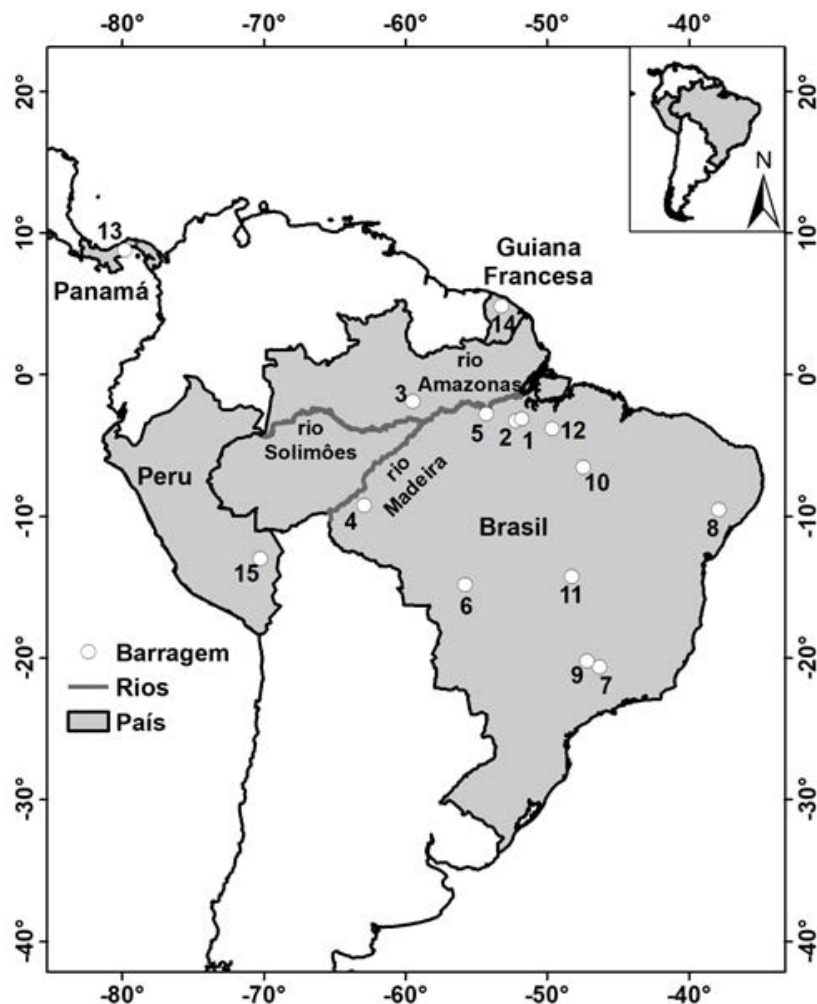 -80° -70° -60° -50° -40°
20°
10°
0°
-10°
-20°
-30°
-40°
20°
10°
0°
-10°
-20°
-30°
-40°
N
13
Panamá
Guiana
Francesa
14
rio
Amazonas
3
rio
Solimôes
5
2
1
12
Peru
rio
Madeira
10
4
Brasil
8
15
6
11
9
7
Barragem
Rios
País
-80° -70° -60° -50° -40°